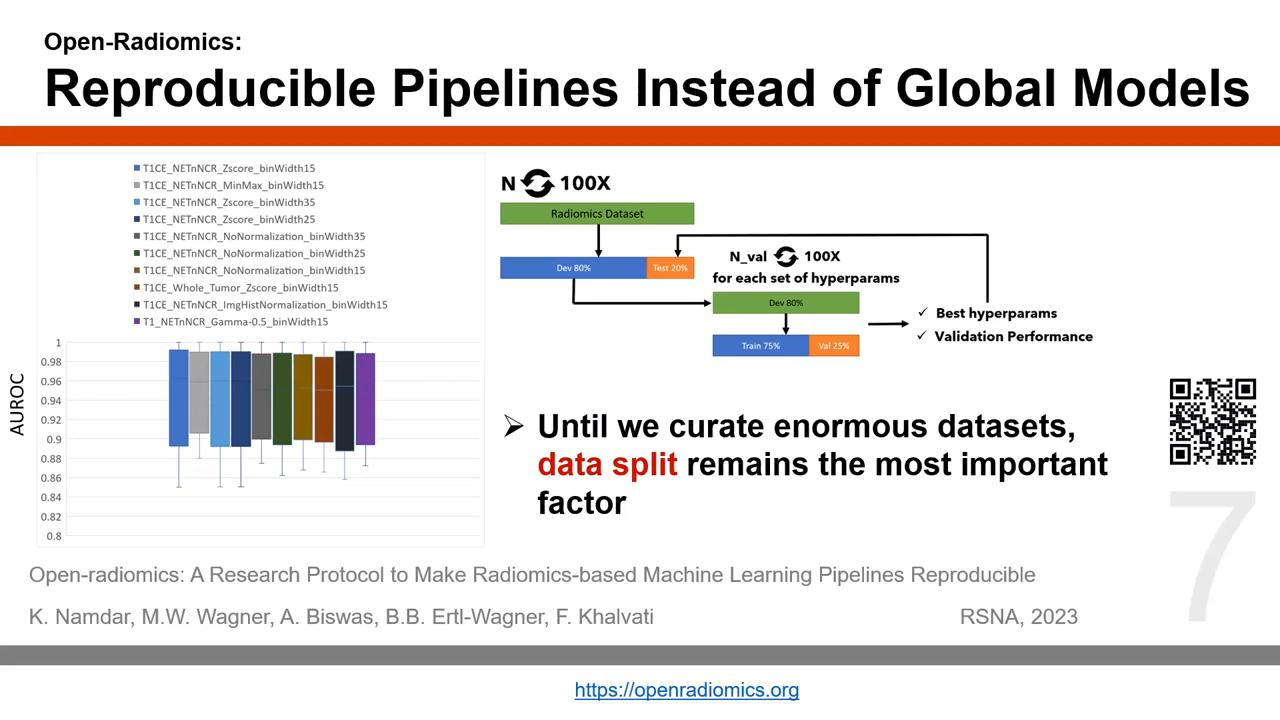 Open-Radiomics:
Reproducible Pipelines Instead of Global Models
T1CE_NETnNCR_Zscore_binWidth15
T1CE_NETnNCR_MinMax_binWidth15
T1CE_NETnNCR_Zscore_binWidth35
T1CE_NETnNCR_Zscore_binWidth25
T1CE_NETnNCR_NoNormalization_binWidth35
T1CE_NETnNCR_NoNormalization_binWidth25
T1CE_NETnNCR_NoNormalization_binWidth15
T1CE_Whole_Tumor_Zscore_binWidth15
T1CE_NETnNCR_ImgHistNormalization_binWidth15
T1_NETnNCR_Gamma-0.5_binWidth15
AUROC
1
0.98
0.96
0.94
0.92
0.9
0.88
0.86
0.84
0.82
0.8
N 100X
Radiomics Dataset
Dev 80% Test 20%
N_val 100X
for each set of hyperparams
Dev 80%
Train 75% Val 25%
✓ Best hyperparams
✓ Validation Performance
➢ Until we curate enormous datasets,
data split remains the most important
factor
7
Open-radiomics: A Research Protocol to Make Radiomics-based Machine Learning Pipelines Reproducible
K. Namdar, M.W. Wagner, A. Biswas, B.B. Ertl-Wagner, F. Khalvati RSNA, 2023
https://openradiomics.org